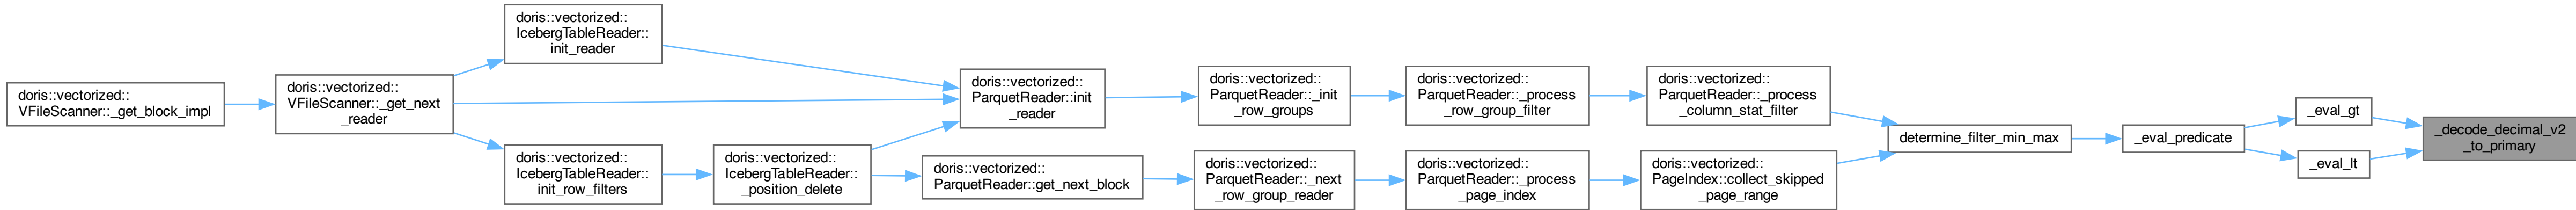 doris::vectorized::
VFileScanner::_get_block_impl
doris::vectorized::
VFileScanner::_get_next
_reader
doris::vectorized::
IcebergTableReader::
init_reader
doris::vectorized::
IcebergTableReader::
init_row_filters
doris::vectorized::
IcebergTableReader::
_position_delete
doris::vectorized::
ParquetReader::init
_reader
doris::vectorized::
ParquetReader::get_next_block
doris::vectorized::
ParquetReader::_init
_row_groups
doris::vectorized::
ParquetReader::_next
_row_group_reader
doris::vectorized::
ParquetReader::_process
_row_group_filter
doris::vectorized::
ParquetReader::_process
_page_index
doris::vectorized::
ParquetReader::_process
_column_stat_filter
doris::vectorized::
PageIndex::collect_skipped
_page_range
determine_filter_min_max
_eval_predicate
_eval_gt
_eval_lt
_decode_decimal_v2
_to_primary